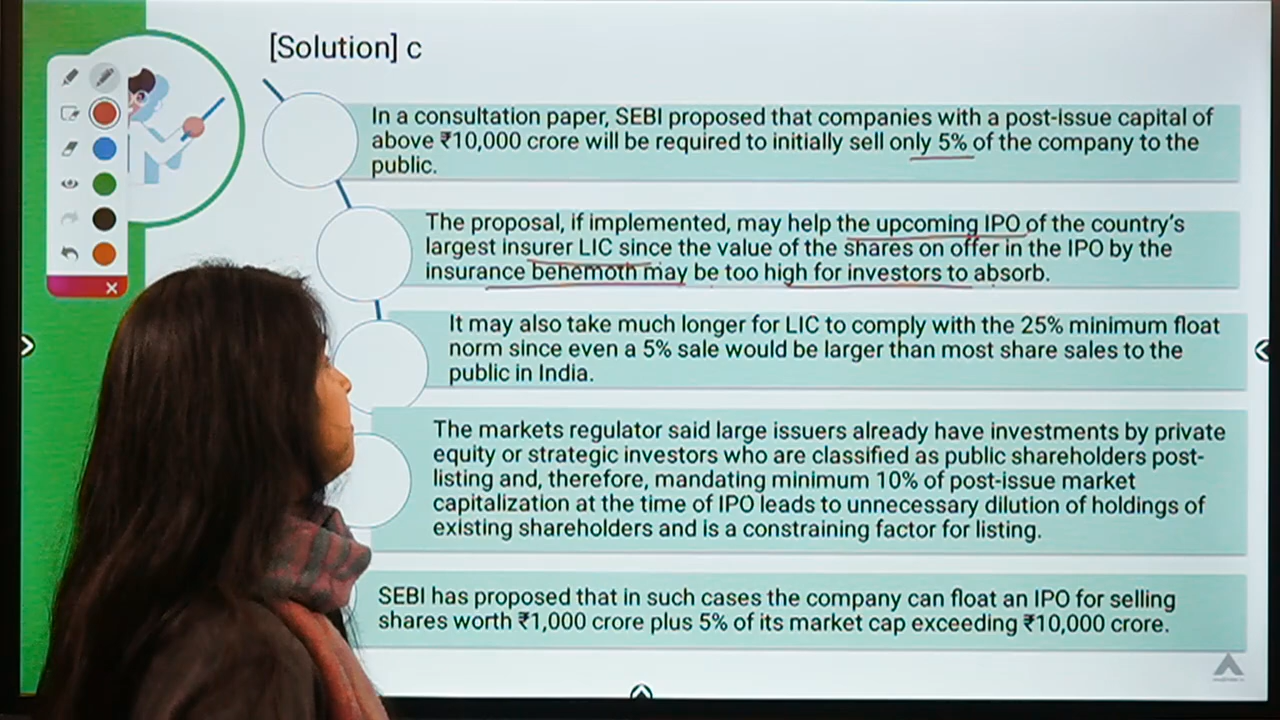 [Solution] c
In a consultation paper, SEBI proposed that companies with a post-issue capital of
above ₹10,000 crore will be required to initially sell only 5% of the company to the
public.
The proposal, if implemented, may help the upcoming IPO of the country's
largest insurer LIC since the value of the shares on offer in the IPO by the
insurance behemoth may be too high for investors to absorb.
It may also take much longer for LIC to comply with the 25% minimum float
norm since even a 5% sale would be larger than most share sales to the
public in India.
The markets regulator said large issuers already have investments by private
equity or strategic investors who are classified as public shareholders post-
listing and, therefore, mandating minimum 10% of post-issue market
capitalization at the time of IPO leads to unnecessary dilution of holdings of
existing shareholders and is a constraining factor for listing.
SEBI has proposed that in such cases the company can float an IPO for selling
shares worth ₹1,000 crore plus 5% of its market cap exceeding ₹10,000 crore.